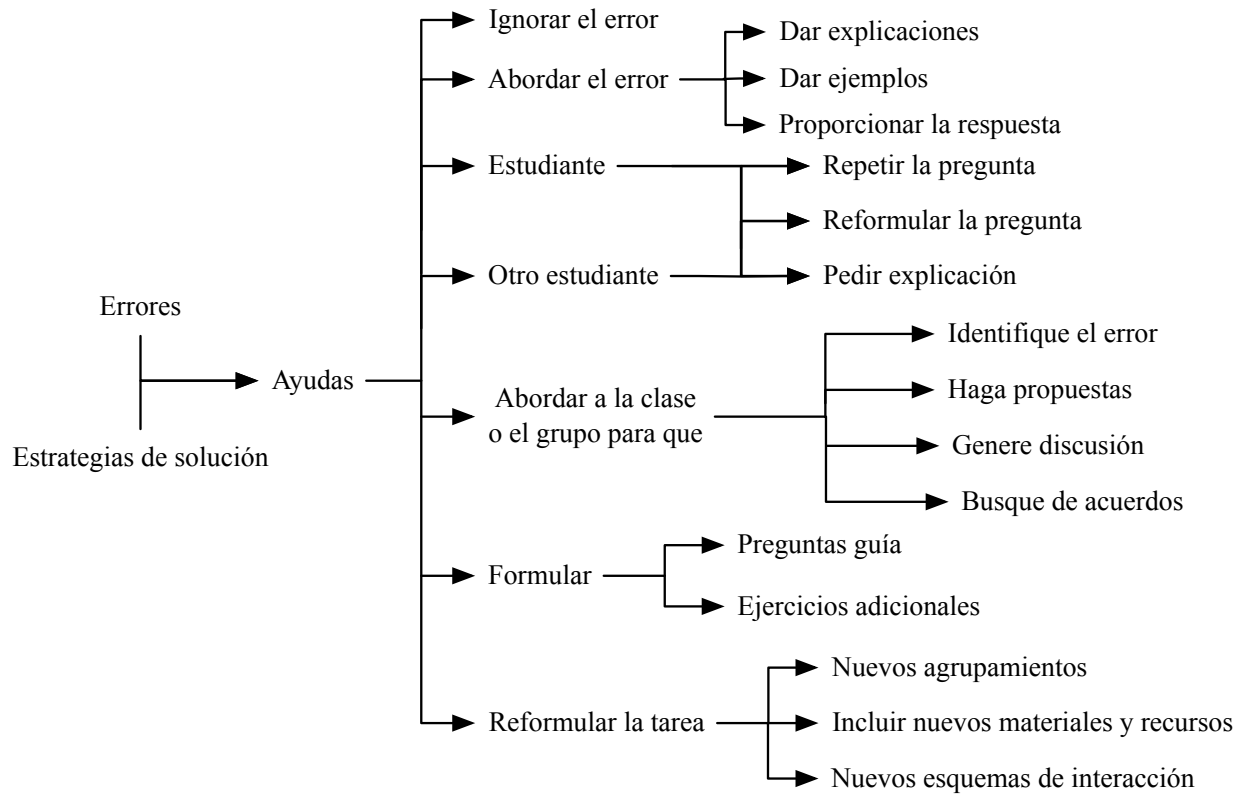 Ignorar el error
Abordar el error
Dar explicaciones
Dar ejemplos
Proporcionar la respuesta
Estudiante
Otro estudiante
Repetir la pregunta
Reformular la pregunta
Pedir explicación
Errores
Estrategias de solución
Ayudas
Abordar a la clase
o el grupo para que
Identifique el error
Haga propuestas
Genere discusión
Busque de acuerdos
Formular
Preguntas guía
Ejercicios adicionales
Reformular la tarea
Nuevos agrupamientos
Incluir nuevos materiales y recursos
Nuevos esquemas de interacción